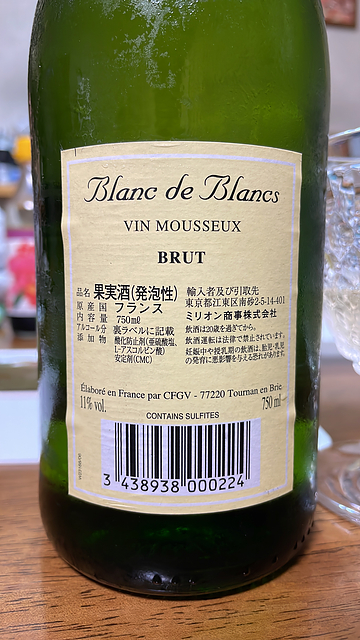 Blanc de Blancs
VIN MOUSSEUX
BRUT
品名 果実酒(発泡性)
原産国 フランス
内容量 750㎖
アルコール分 裏ラベルに記載
添加物 酸化防止剤(亜硫酸塩、
L-アスコルビン酸)
安定剤(CMC)
輸入者及び引取先
東京都江東区南砂2-5-14-401
ミリオン商事株式会社
飲酒は20歳を過ぎてから。
飲酒運転は法律で禁止されています。
妊娠中や授乳期の飲酒は、胎児・乳児
の発育に悪影響を与える恐れがあります。
Élaboré en France par CFGV - 77220 Tournan en Brie
11% vol.
750 ml
CONTAINS SULFITES
3 438938 000224